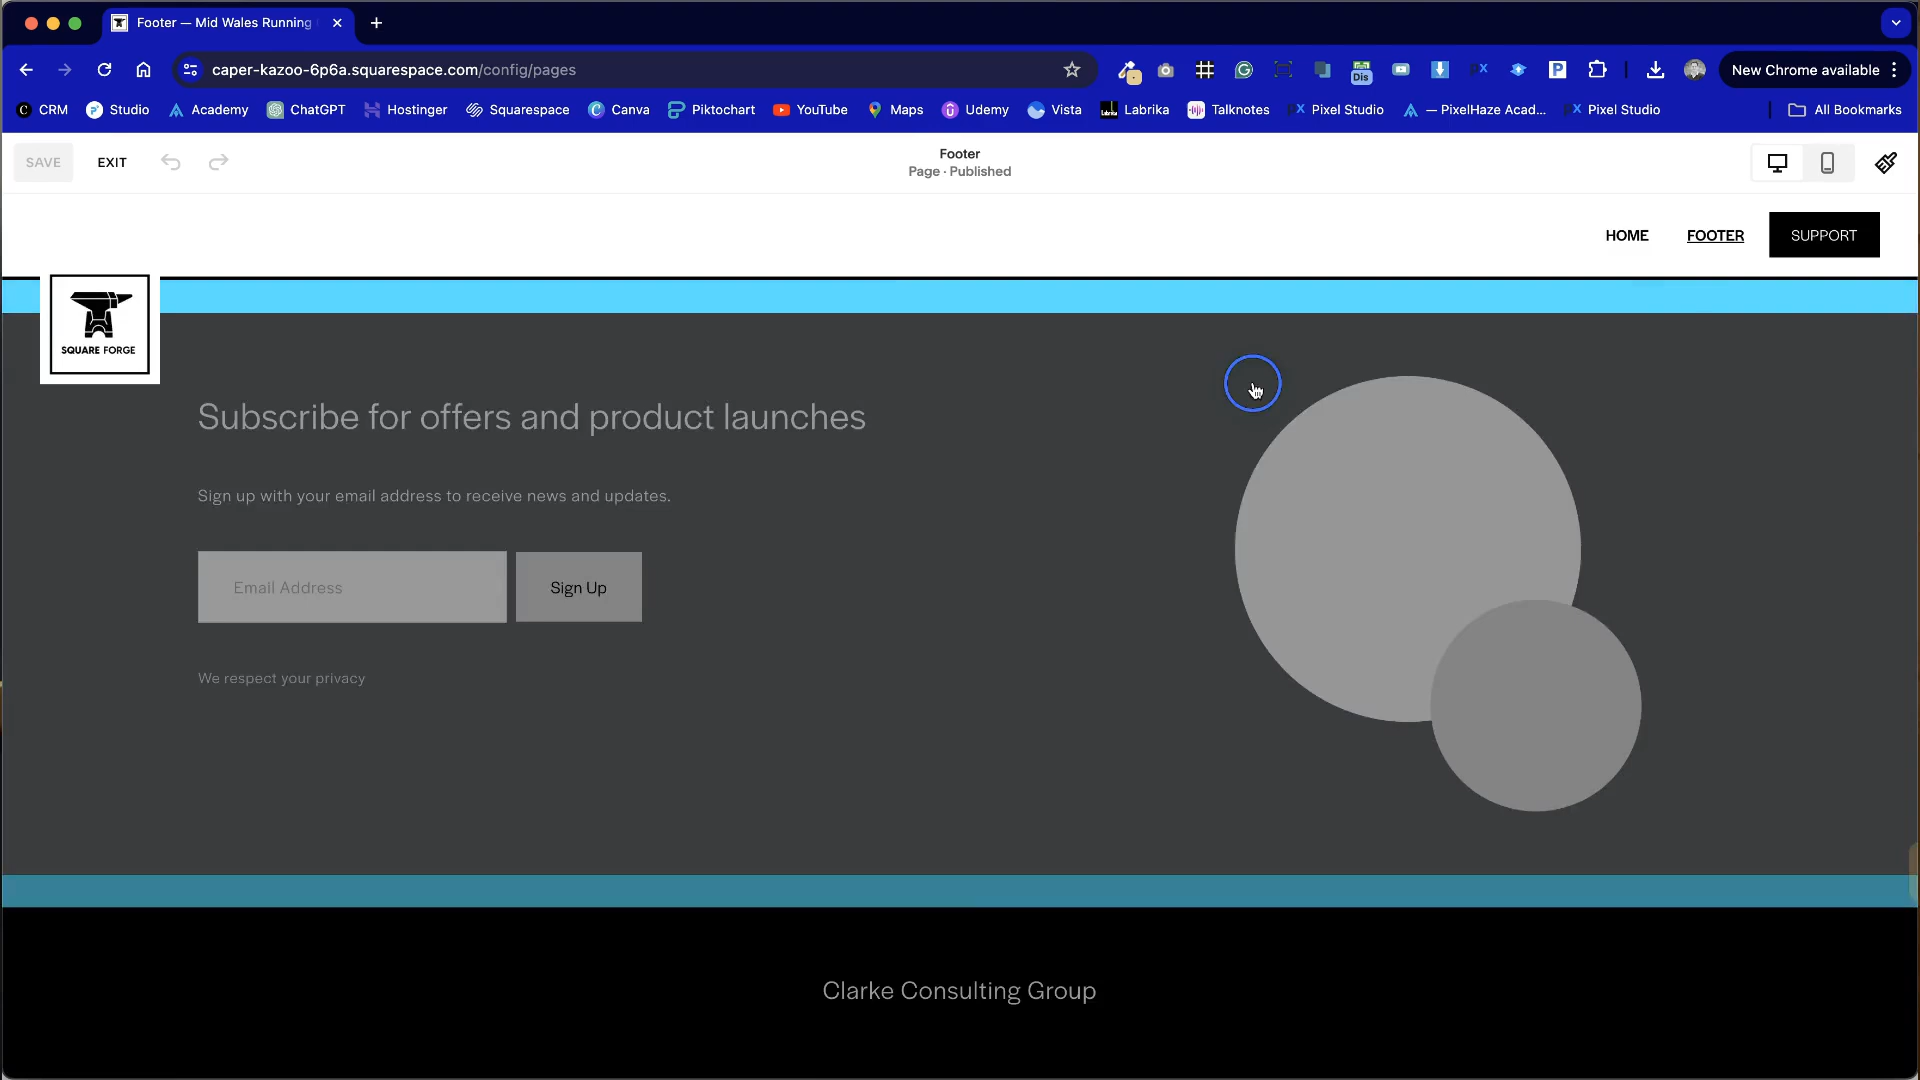 Footer — Mid Wales Running
caper-kazoo-6p6a.squarespace.com/config/pages
Dis
New Chrome available
CRM
Studio
Academy
ChatGPT
Hostinger
Squarespace
Canva
Piktochart
YouTube
Maps
Udemy
Vista
Labrika
Talknotes
Pixel Studio
— PixelHaze Acad...
Pixel Studio
All Bookmarks
SAVE
EXIT
Footer
Page · Published
HOME
FOOTER
SUPPORT
SQUARE FORGE
Subscribe for offers and product launches
Sign up with your email address to receive news and updates.
Email Address
Sign Up
We respect your privacy
Clarke Consulting Group